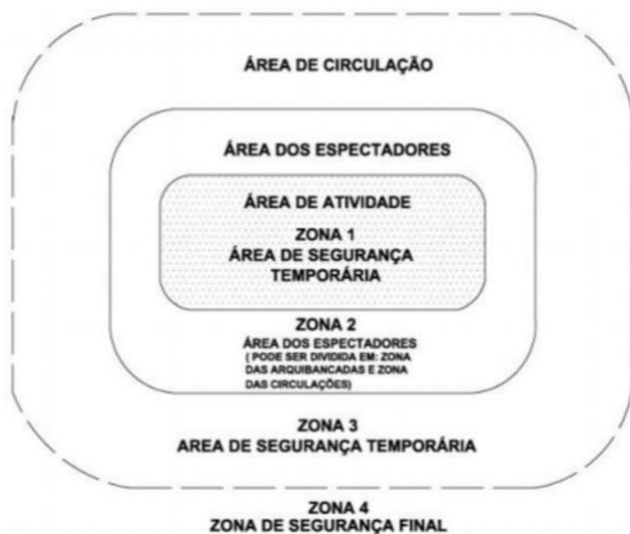 ÁREA DE CIRCULAÇÃO
ÁREA DOS ESPECTADORES
ÁREA DE ATIVIDADE
ZONA 1
ÁREA DE SEGURANÇA
TEMPORÁRIA
ZONA 2
ÁREA DOS ESPECTADORES
( PODE SER DIVIDIDA EM: ZONA
DAS ARQUIBANCADAS E ZONA
DAS CIRCULAÇÕES)
ZONA 3
AREA DE SEGURANÇA TEMPORÁRIA
ZONA 4
ZONA DE SEGURANÇA FINAL